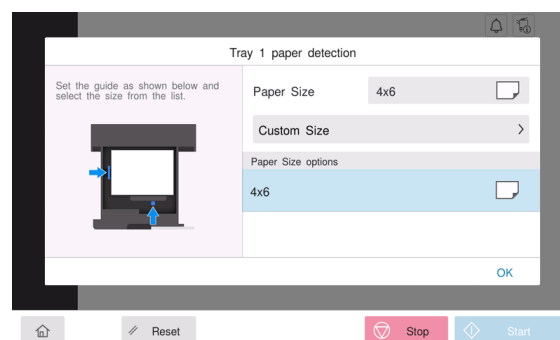 Tray 1 paper detection
Set the guide as shown below and
select the size from the list.
Paper Size
4x6
Custom Size
Paper Size options
4x6
OK
Reset
Stop
Start